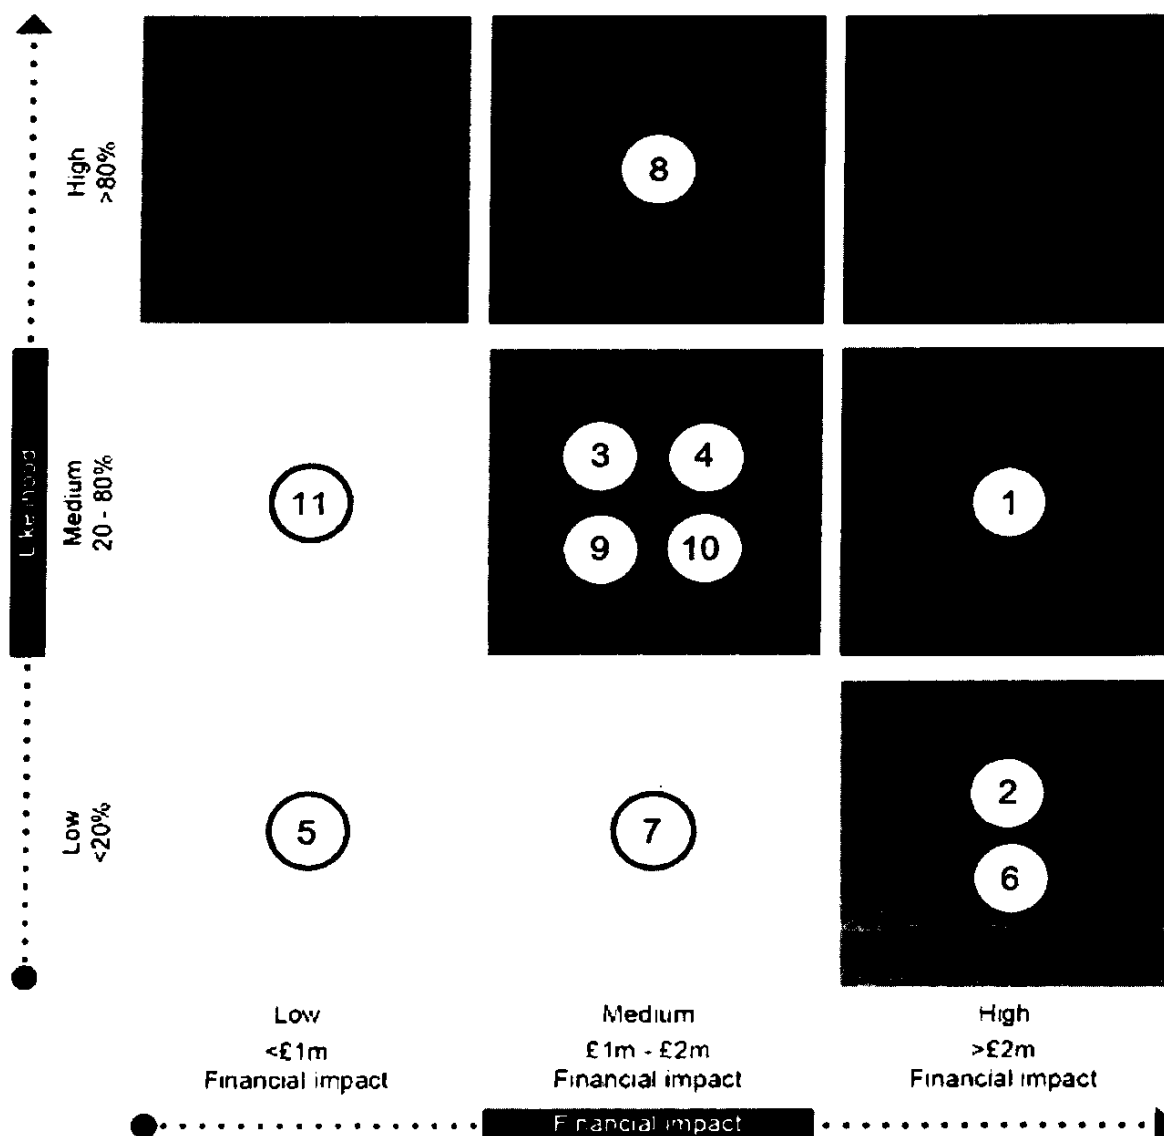 High
>80%
8
Likelihood
Medium
20 - 80%
11
3
4
9
10
1
Low
<20%
5
7
2
6
Low
<£1m
Financial impact
Medium
£1m - £2m
Financial impact
High
>£2m
Financial impact
Financial impact